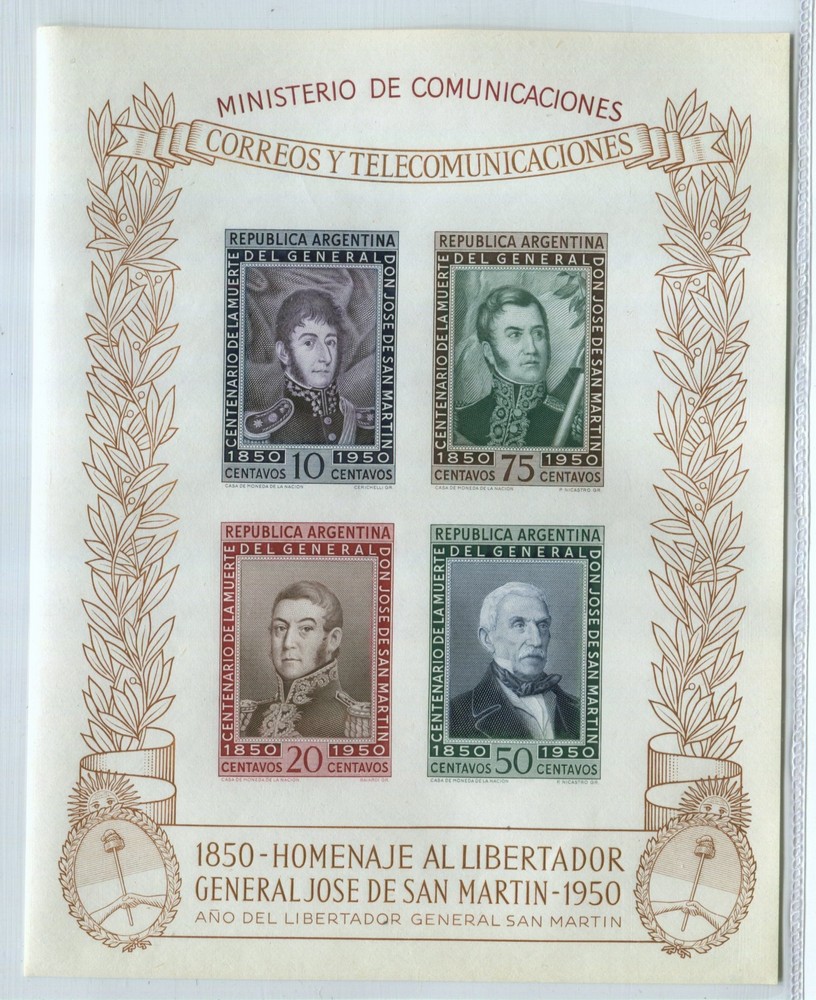 MINISTERIO DE COMUNICACIONES
CORREOS Y TELECOMUNICACIONES
REPUBLICA ARGENTINA
CENTENARIO DE LA MUERTE
DEL GENERAL
DON JOSE DE SAN MARTIN
1850 1950
CENTAVOS 10 CENTAVOS
CASA DE MONEDA DE LA NACION CERICHELLI GR.
REPUBLICA ARGENTINA
CENTENARIO DE LA MUERTE
DEL GENERAL
DON JOSE DE SAN MARTIN
1850 1950
CENTAVOS 75 CENTAVOS
CASA DE MONEDA DE LA NACION P. NICASTRO GR.
REPUBLICA ARGENTINA
CENTENARIO DE LA MUERTE
DEL GENERAL
DON JOSE DE SAN MARTIN
1850 1950
CENTAVOS 20 CENTAVOS
CASA DE MONEDA DE LA NACION
REPUBLICA ARGENTINA
CENTENARIO DE LA MUERTE
DEL GENERAL
DON JOSE DE SAN MARTIN
1850 1950
CENTAVOS 50 CENTAVOS
CASA DE MONEDA DE LA NACION P. NICASTRO GR.
1850 - HOMENAJE AL LIBERTADOR
GENERAL JOSE DE SAN MARTIN - 1950
AÑO DEL LIBERTADOR GENERAL SAN MARTIN